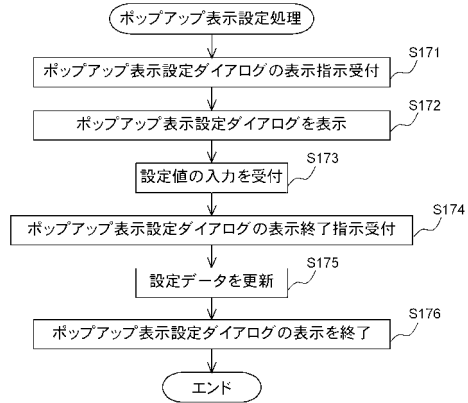 ポップアップ表示設定処理
S171
ポップアップ表示設定ダイアログの表示指示受付
S172
ポップアップ表示設定ダイアログを表示
S173
設定値の入力を受付
S174
ポップアップ表示設定ダイアログの表示終了指示受付
S175
設定データを更新
S176
ポップアップ表示設定ダイアログの表示を終了
エンド